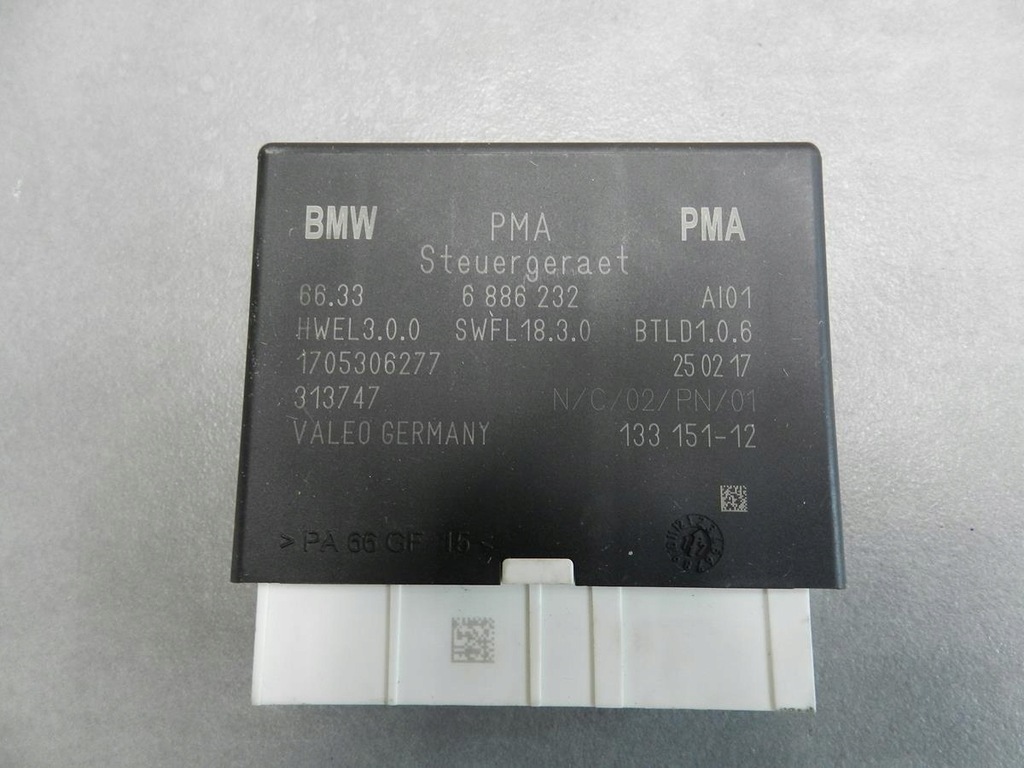 BMW PMA PMA
Steuergeraet
66.33 6 886 232 AI01
HWEL3.0.0 SWFL18.3.0 BTLD1.0.6
1705306277 25 02 17
313747 N/C/02/PN/01
VALEO GERMANY 133 151-12
>PA 66 GF 15<